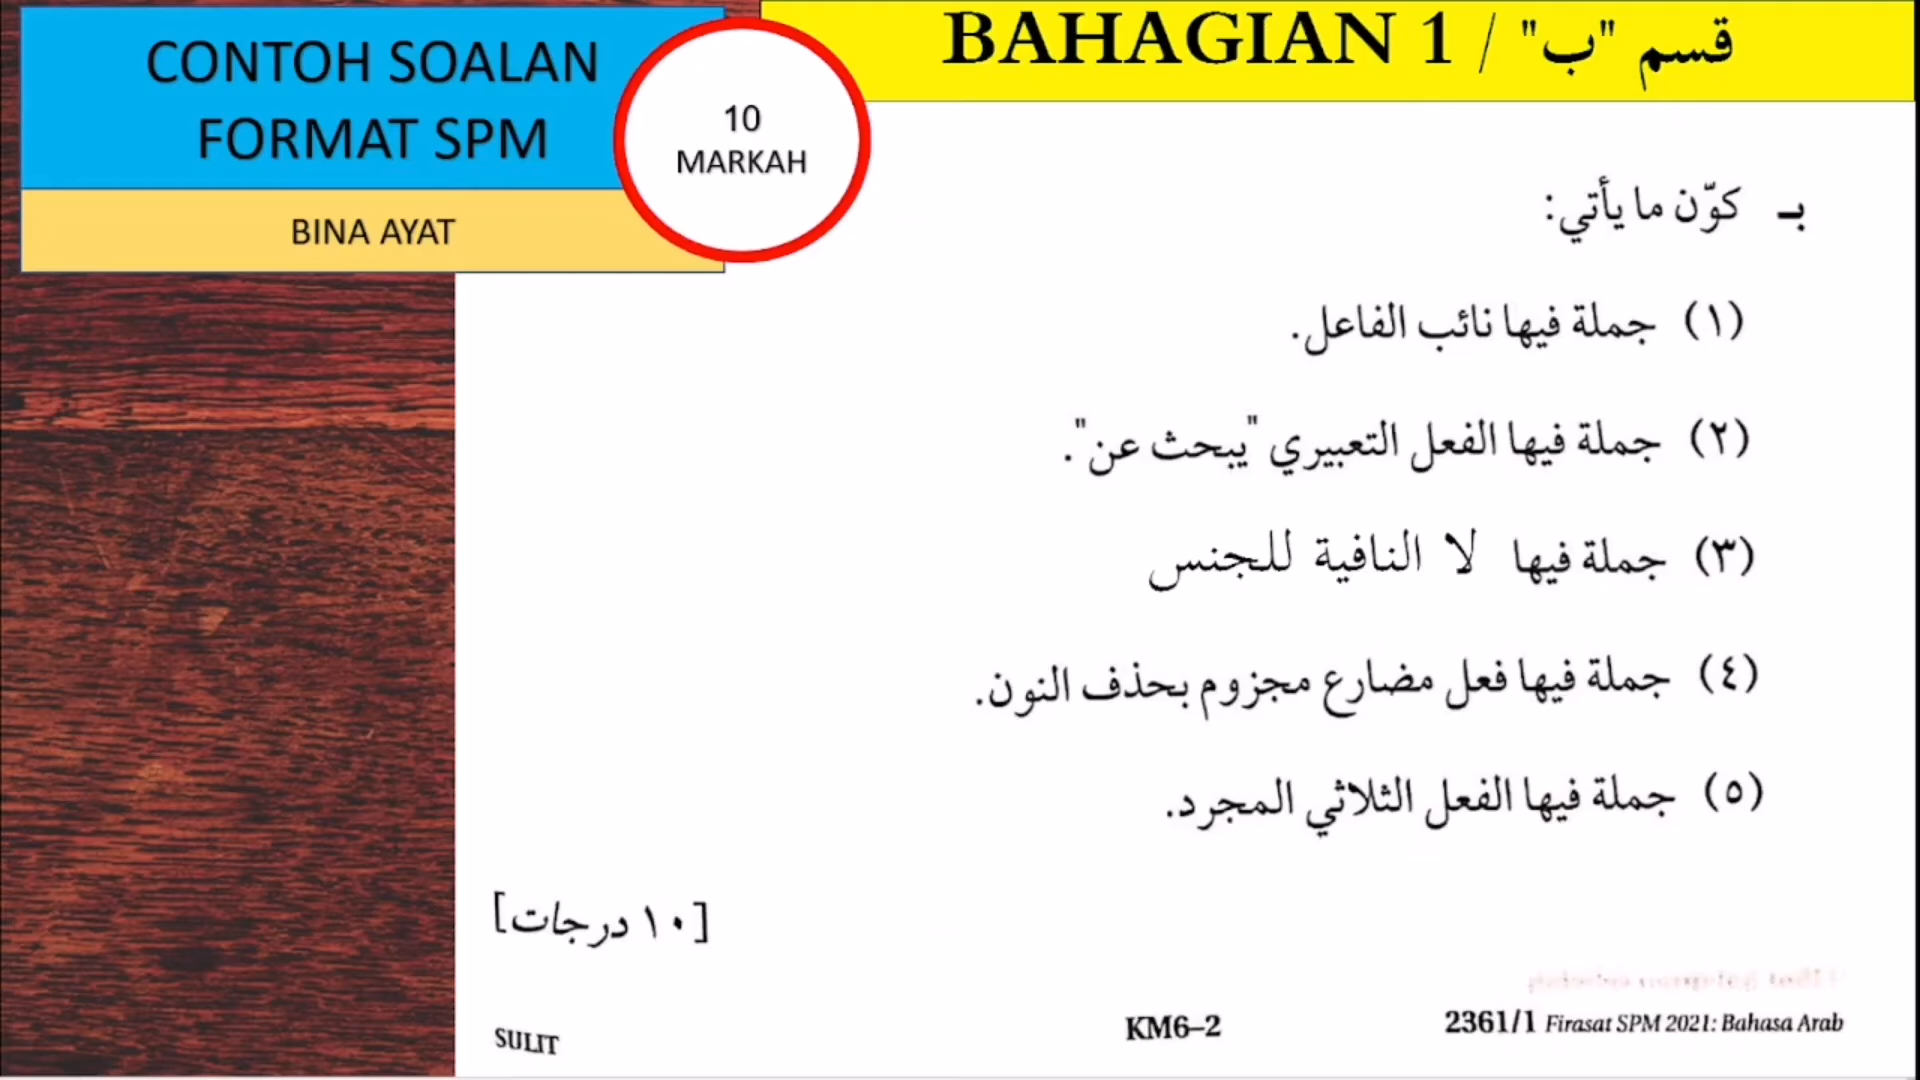 CONTOH SOALAN
FORMAT SPM
BINA AYAT
10
MARKAH
BAHAGIAN 1 / "قسم "ب
بـ كوّن ما يأتي:
(١) جملة فيها نائب الفاعل.
(٢) جملة فيها الفعل التعبيري "يبحث عن".
(٣) جملة فيها لا النافية للجنس
(٤) جملة فيها فعل مضارع مجزوم بحذف النون.
(٥) جملة فيها الفعل الثلاثي المجرد.
[١٠ درجات]
SULIT
KM6–2
2361/1 Firasat SPM 2021: Bahasa Arab